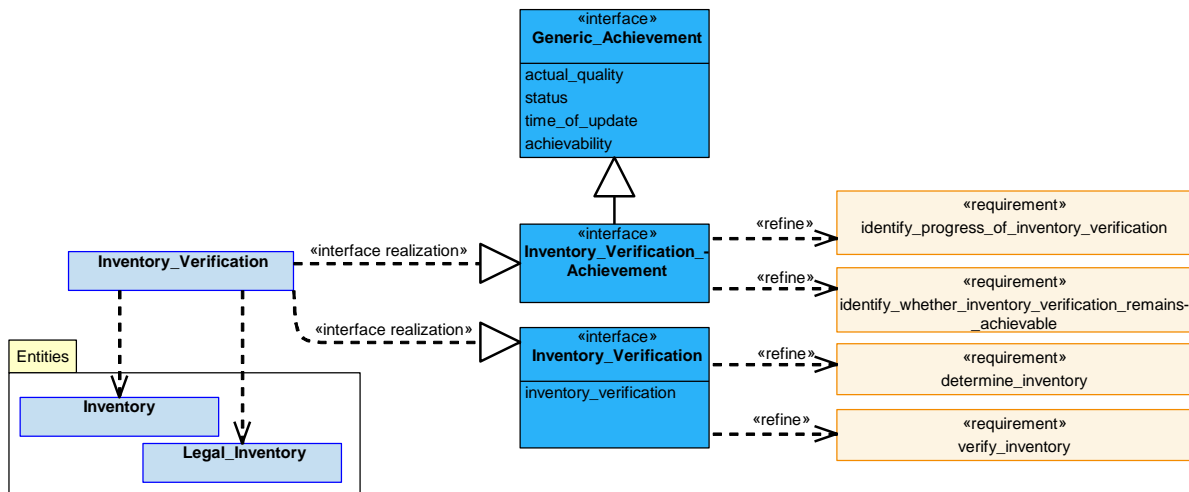 «interface»
Generic_Achievement
actual_quality
status
time_of_update
achievability
«interface»
Inventory_Verification_-
Achievement
«refine»
«requirement»
identify_progress_of_inventory_verification
«interface realization»
Inventory_Verification
«refine»
«requirement»
identify_whether_inventory_verification_remains-
_achievable
«interface realization»
«interface»
Inventory_Verification
inventory_verification
«refine»
«requirement»
determine_inventory
«refine»
«requirement»
verify_inventory
Entities
Inventory
Legal_Inventory